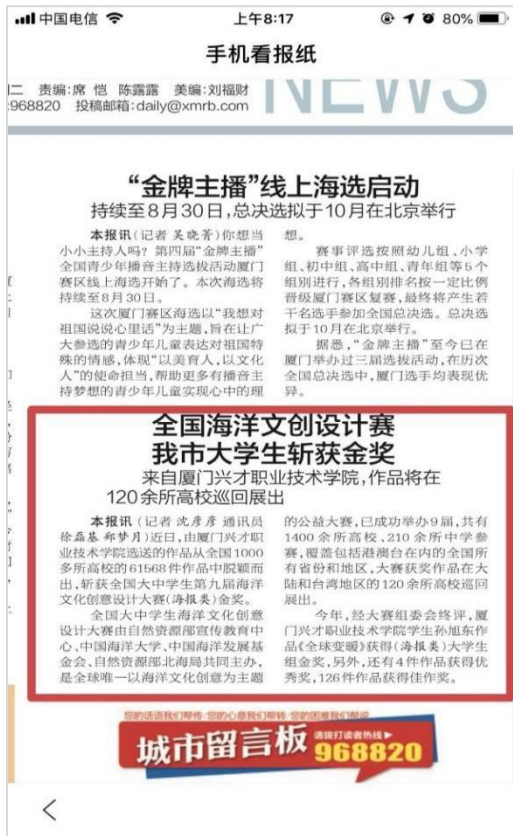 中国电信
上午8:17
80%
手机看报纸
二 责编:席 恺 陈露露 美编:刘福财
:968820 投稿邮箱:daily@xmrb.com
NEWS
“金牌主播”线上海选启动
持续至8月30日,总决选拟于10月在北京举行
本报讯(记者 吴晓菁)你想当
小小主持人吗?第四届“金牌主播”
全国青少年播音主持选拔活动厦门
赛区线上海选开始了。本次海选将
持续至8月30日。
这次厦门赛区海选以“我想对
祖国说说心里话”为主题,旨在让广
大参选的青少年儿童表达对祖国特
殊的情感,体现“以美育人,以文化
人”的使命担当,帮助更多有播音主
持梦想的青少年儿童实现心中的理
想。
赛事评选按照幼儿组、小学
组、初中组、高中组、青年组等5个
组别进行,各组别排名按一定比例
晋级厦门赛区复赛,最终将产生若
干名选手参加全国总决选。总决选
拟于10月在北京举行。
据悉,“金牌主播”至今已在
厦门举办过三届选拔活动,在历次
全国总决选中,厦门选手均表现优
异。
全国海洋文创设计赛
我市大学生斩获金奖
来自厦门兴才职业技术学院,作品将在
120余所高校巡回展出
本报讯(记者 沈彦彦 通讯员
徐磊基 郑梦月)近日,由厦门兴才职
业技术学院选送的作品从全国1000
多所高校的61568件作品中脱颖而
出,斩获全国大中学生第九届海洋
文化创意设计大赛(海报类)金奖。
全国大中学生海洋文化创意
设计大赛由自然资源部宣传教育中
心、中国海洋大学、中国海洋发展基
金会、自然资源部北海局共同主办,
是全球唯一以海洋文化创意为主题
的公益大赛,已成功举办9届,共有
1400余所高校、210余所中学参
赛,覆盖包括港澳台在内的全国所
有省份和地区,大赛获奖作品在大
陆和台湾地区的120余所高校巡回
展出。
今年,经大赛组委会终评,厦
门兴才职业技术学院学生孙旭东作
品《全球变暖》获得(海报类)大学生
组金奖,另外,还有4件作品获得优
秀奖,126件作品获得佳作奖。
您的话语我们帮传/您的心意我们帮转/您的困难我们帮说
城市留言板
请拨打读者热线
968820